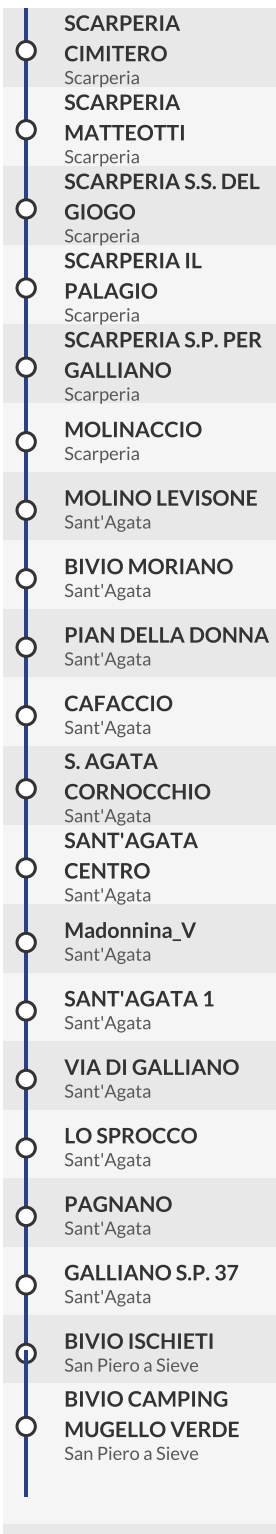 SCARPERIA
CIMITERO
Scarperia
SCARPERIA
MATTEOTTI
Scarperia
SCARPERIA S.S. DEL
GIOGO
Scarperia
SCARPERIA IL
PALAGIO
Scarperia
SCARPERIA S.P. PER
GALLIANO
Scarperia
MOLINACCIO
Scarperia
MOLINO LEVISONE
Sant'Agata
BIVIO MORIANO
Sant'Agata
PIAN DELLA DONNA
Sant'Agata
CAFACCIO
Sant'Agata
S. AGATA
CORNOCCHIO
Sant'Agata
SANT'AGATA
CENTRO
Sant'Agata
Madonnina_V
Sant'Agata
SANT'AGATA 1
Sant'Agata
VIA DI GALLIANO
Sant'Agata
LO SPROCCO
Sant'Agata
PAGNANO
Sant'Agata
GALLIANO S.P. 37
Sant'Agata
BIVIO ISCHIETI
San Piero a Sieve
BIVIO CAMPING
MUGELLO VERDE
San Piero a Sieve